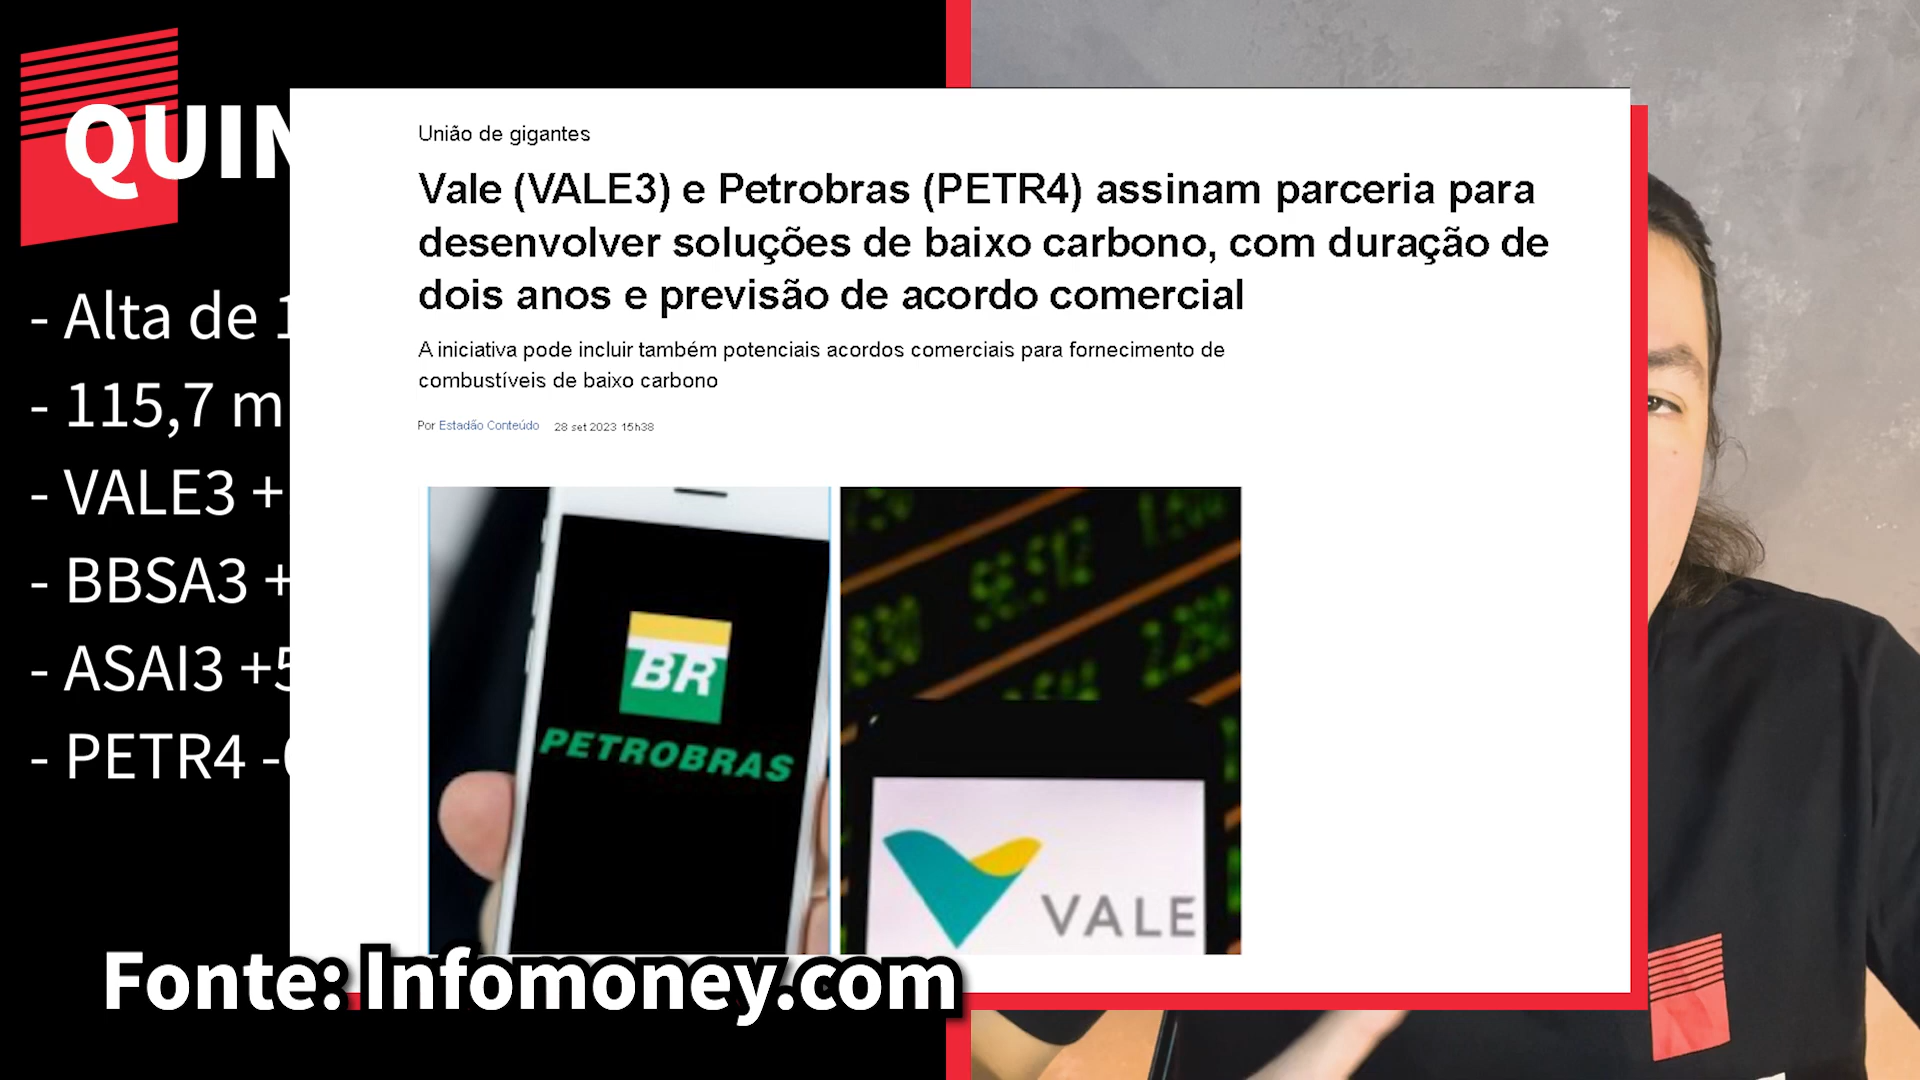 QUIN
- Alta de 1
- 115,7 m
- VALE3 +
- BBSA3 +
- ASAI3 +5
- PETR4 -0
União de gigantes
Vale (VALE3) e Petrobras (PETR4) assinam parceria para
desenvolver soluções de baixo carbono, com duração de
dois anos e previsão de acordo comercial
A iniciativa pode incluir também potenciais acordos comerciais para fornecimento de
combustíveis de baixo carbono
Por Estadão Conteúdo 28 set 2023 15h38
BR
PETROBRAS
VALE
Fonte: Infomoney.com